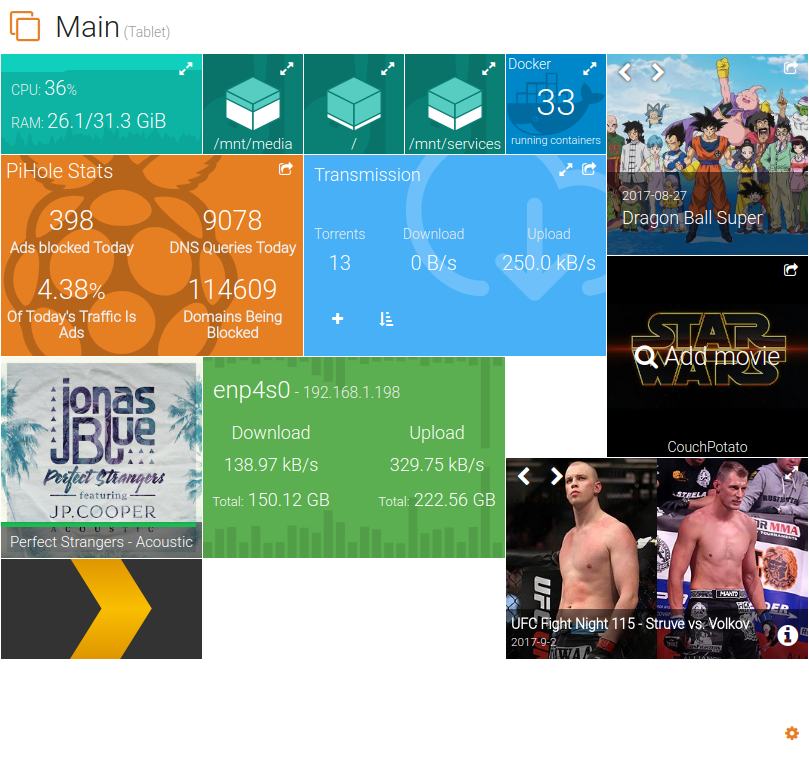 Main (Tablet)
CPU: 36%
RAM: 26.1/31.3 GiB
/mnt/media
/
/mnt/services
Docker
33
running containers
2017-08-27
Dragon Ball Super
PiHole Stats
398
Ads blocked Today
9078
DNS Queries Today
4.38%
Of Today's Traffic Is
Ads
114609
Domains Being
Blocked
Transmission
Torrents
13
Download
0 B/s
Upload
250.0 kB/s
STAR
WARS
Add movie
CouchPotato
jonas
BLUE
Perfect Strangers
featuring
JP. COOPER
ACOUSTIC
Perfect Strangers - Acoustic
enp4s0 - 192.168.1.198
Download
138.97 kB/s
Total: 150.12 GB
Upload
329.75 kB/s
Total: 222.56 GB
UFC
STRELA
MMA
MANTO
UFC Fight Night 115 - Struve vs. Volkov
2017-9-2